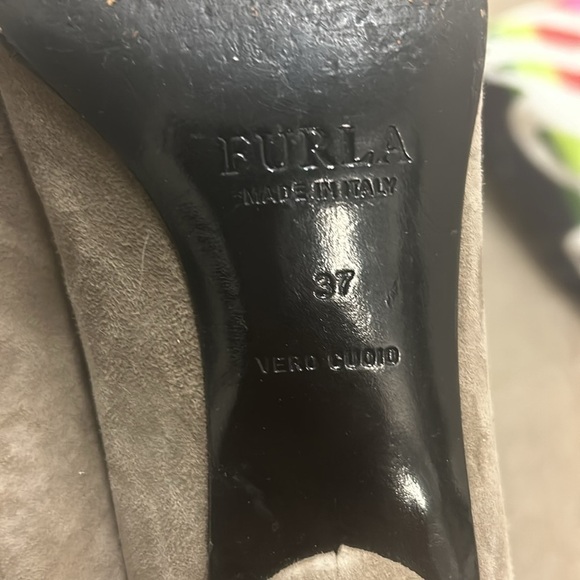 FURLA
MADE IN ITALY
37
VERO CUOIO